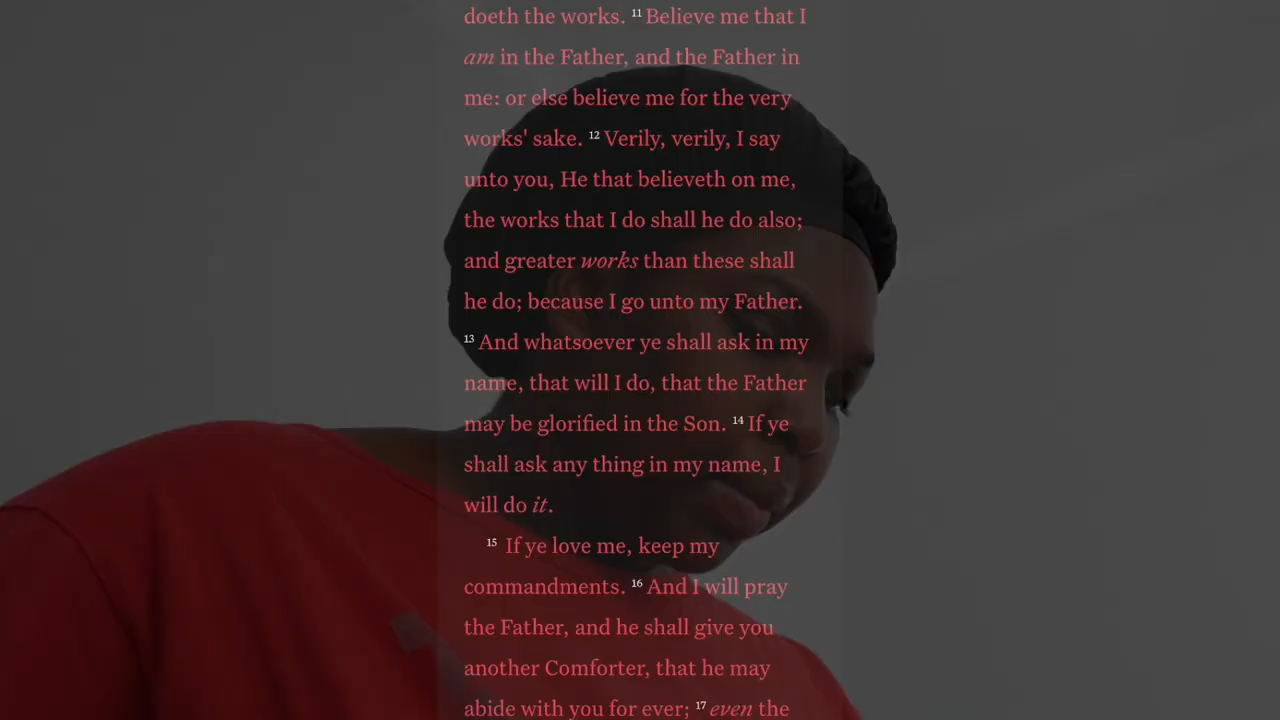 doeth the works. 11 Believe me that I
am in the Father, and the Father in
me: or else believe me for the very
works' sake. 12 Verily, verily, I say
unto you, He that believeth on me,
the works that I do shall he do also;
and greater works than these shall
he do; because I go unto my Father.
13 And whatsoever ye shall ask in my
name, that will I do, that the Father
may be glorified in the Son. 14 If ye
shall ask any thing in my name, I
will do it.
15 If ye love me, keep my
commandments. 16 And I will pray
the Father, and he shall give you
another Comforter, that he may
abide with you for ever; 17 even the